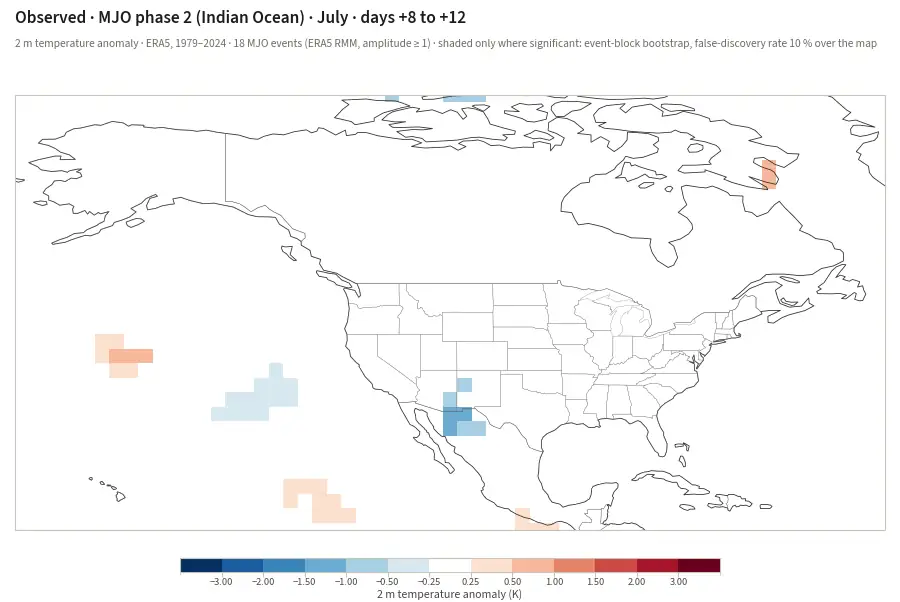 Observed · MJO phase 2 (Indian Ocean) · July · days +8 to +12
2 m temperature anomaly · ERA5, 1979–2024 · 18 MJO events (ERA5 RMM, amplitude ≥ 1) · shaded only where significant: event-block bootstrap, false-discovery rate 10 % over the map
−3.00 −2.00 −1.50 −1.00 −0.50 −0.25 0.25 0.50 1.00 1.50 2.00 3.00
2 m temperature anomaly (K)